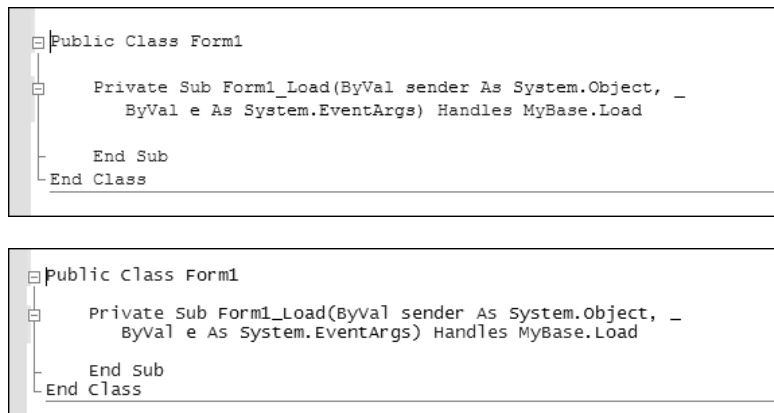 Public Class Form1
Private Sub Form1_Load(ByVal sender As System.Object, _
ByVal e As System.EventArgs) Handles MyBase.Load
End Sub
End Class
Public Class Form1
Private Sub Form1_Load(ByVal sender As System.Object, _
ByVal e As System.EventArgs) Handles MyBase.Load
End Sub
End Class